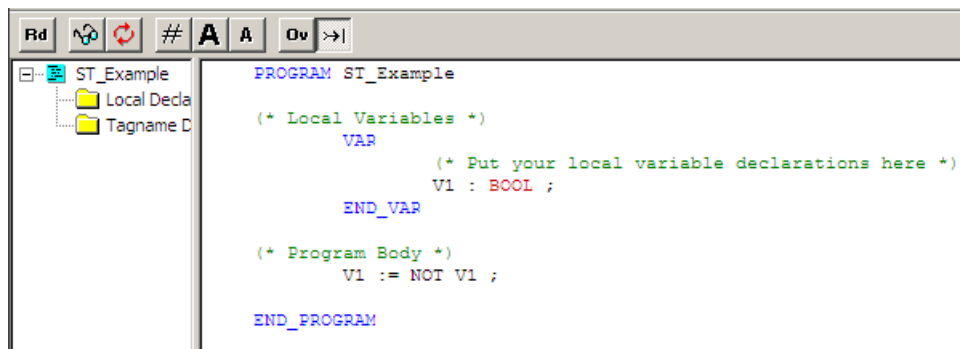 Rd # A A Ov
ST_Example
Local Decla
Tagname D
PROGRAM ST_Example
(* Local Variables *)
VAR
(* Put your local variable declarations here *)
V1 : BOOL ;
END_VAR
(* Program Body *)
V1 := NOT V1 ;
END_PROGRAM